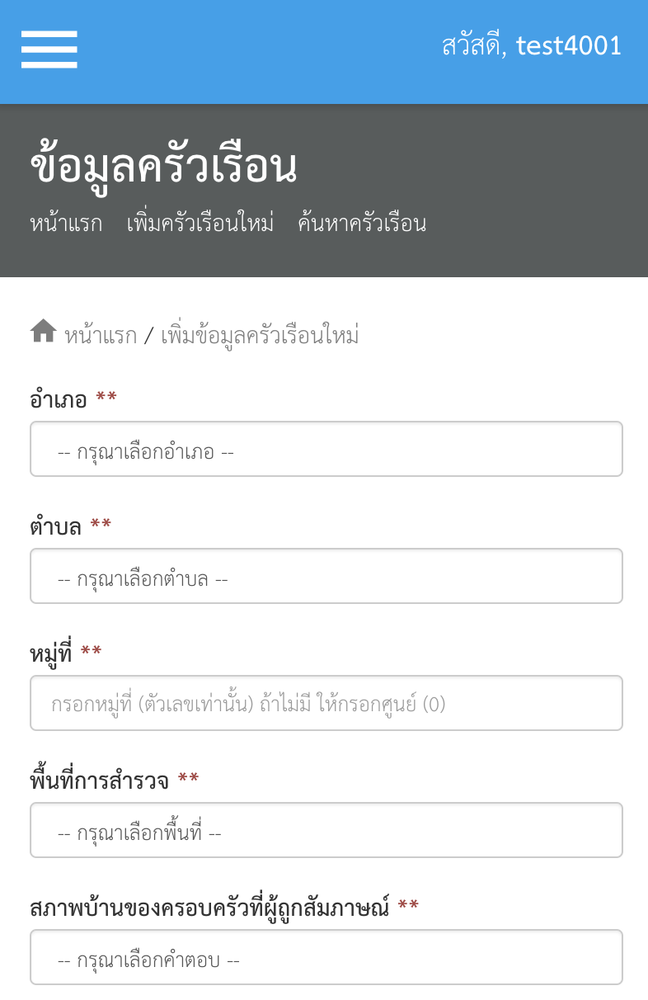 สวัสดี, test4001
ข้อมูลครัวเรือน
หน้าแรก เพิ่มครัวเรือนใหม่ ค้นหาครัวเรือน
หน้าแรก / เพิ่มข้อมูลครัวเรือนใหม่
อำเภอ **
-- กรุณาเลือกอำเภอ --
ตำบล **
-- กรุณาเลือกตำบล --
หมู่ที่ **
กรอกหมู่ที่ (ตัวเลขเท่านั้น) ถ้าไม่มี ให้กรอกศูนย์ (0)
พื้นที่การสำรวจ **
-- กรุณาเลือกพื้นที่ --
สภาพบ้านของครอบครัวที่ผู้ถูกสัมภาษณ์ **
-- กรุณาเลือกคำตอบ --